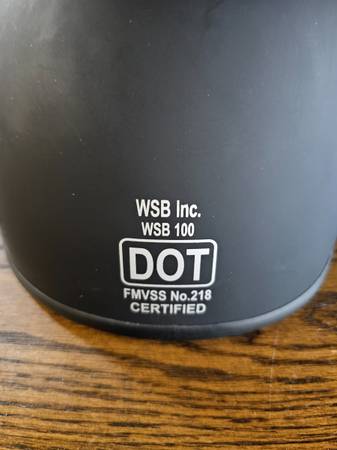 WSB Inc.
WSB 100
DOT
FMVSS No.218
CERTIFIED